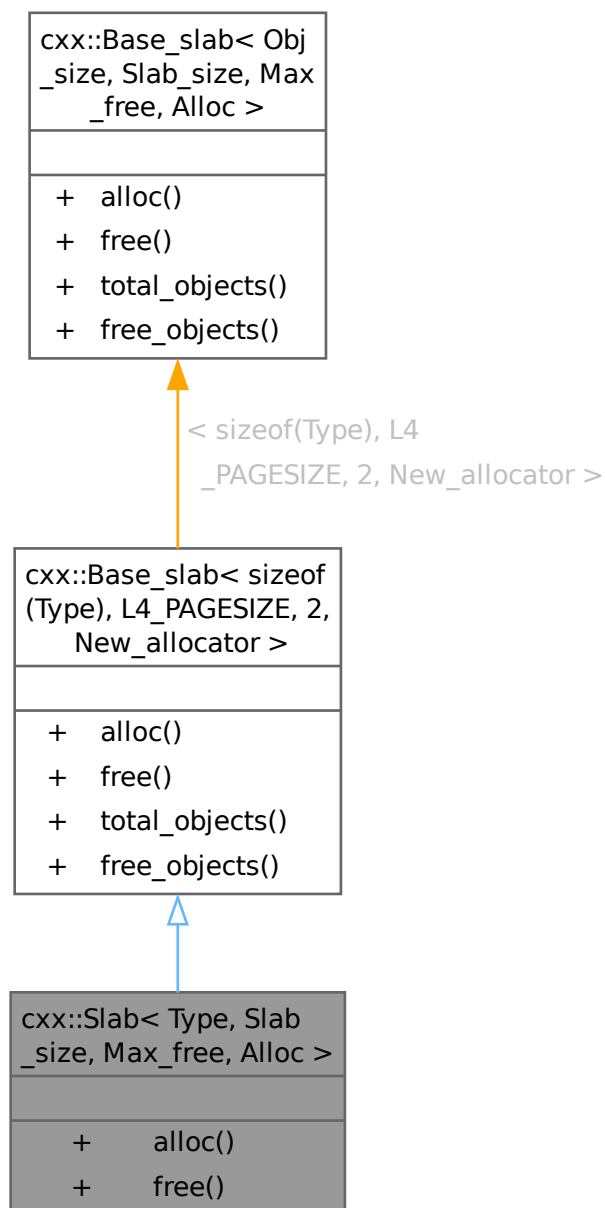 cxx::Base_slab< Obj
_size, Slab_size, Max
_free, Alloc >
+ alloc()
+ free()
+ total_objects()
+ free_objects()
< sizeof(Type), L4
_PAGESIZE, 2, New_allocator >
cxx::Base_slab< sizeof
(Type), L4_PAGESIZE, 2,
New_allocator >
+ alloc()
+ free()
+ total_objects()
+ free_objects()
cxx::Slab< Type, Slab
_size, Max_free, Alloc >
+ alloc()
+ free()